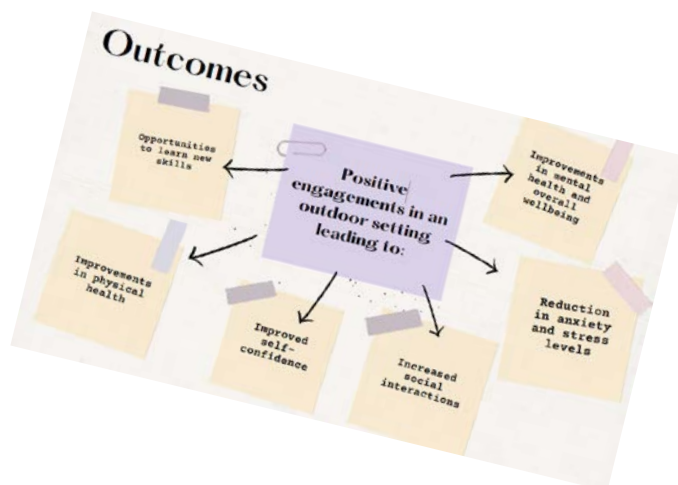 Outcomes
Opportunities
to learn new
skills
Positive
engagements in an
outdoor setting
leading to:
Improvements
in mental
health and
overall
wellbeing
Improvements
in physical
health
Improved
self-
confidence
Increased
social
interactions
Reduction
in anxiety
and stress
levels